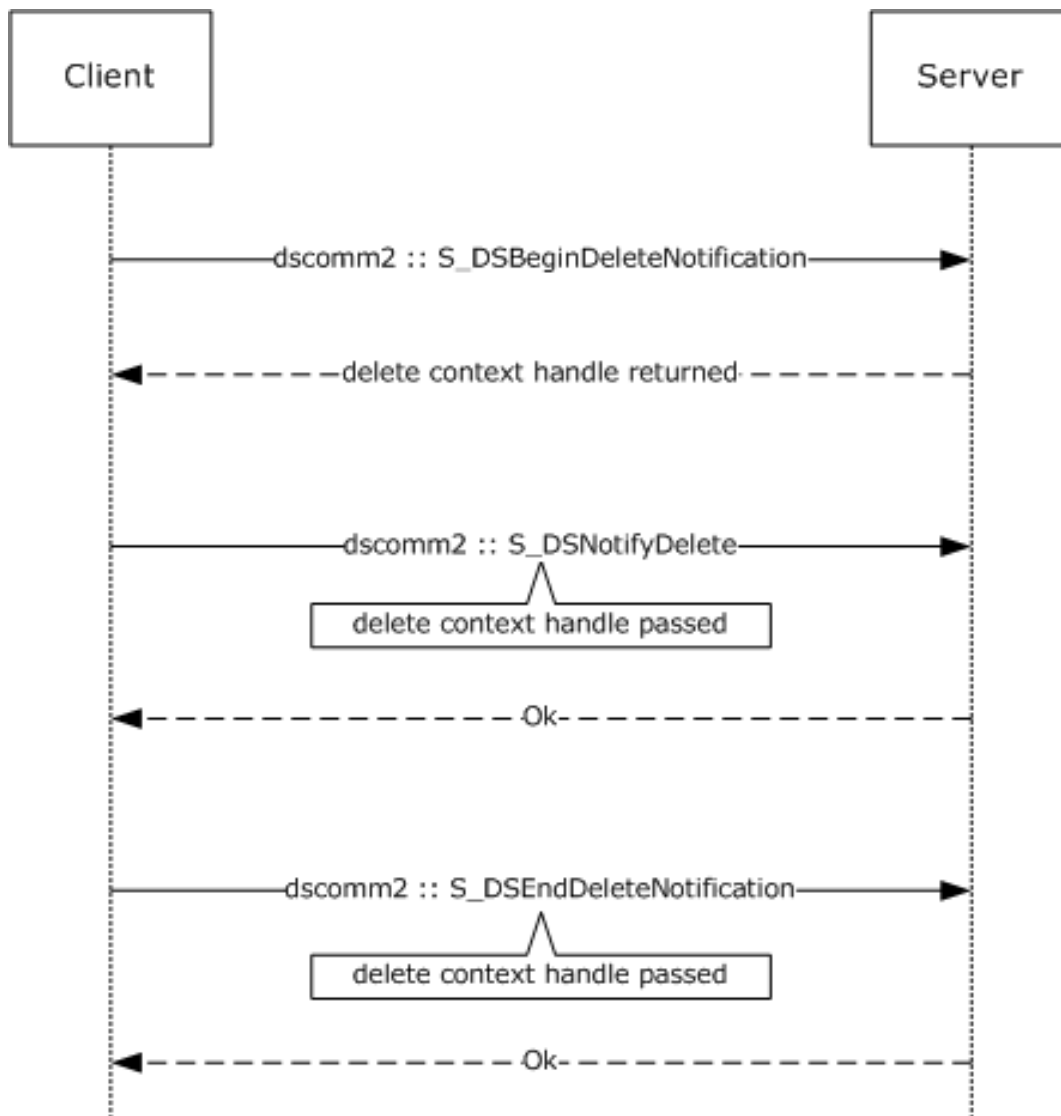 Client
Server
dscomm2 :: S_DSBeginDeleteNotification
delete context handle returned
dscomm2 :: S_DSNotifyDelete
delete context handle passed
Ok
dscomm2 :: S_DSEndDeleteNotification
delete context handle passed
Ok